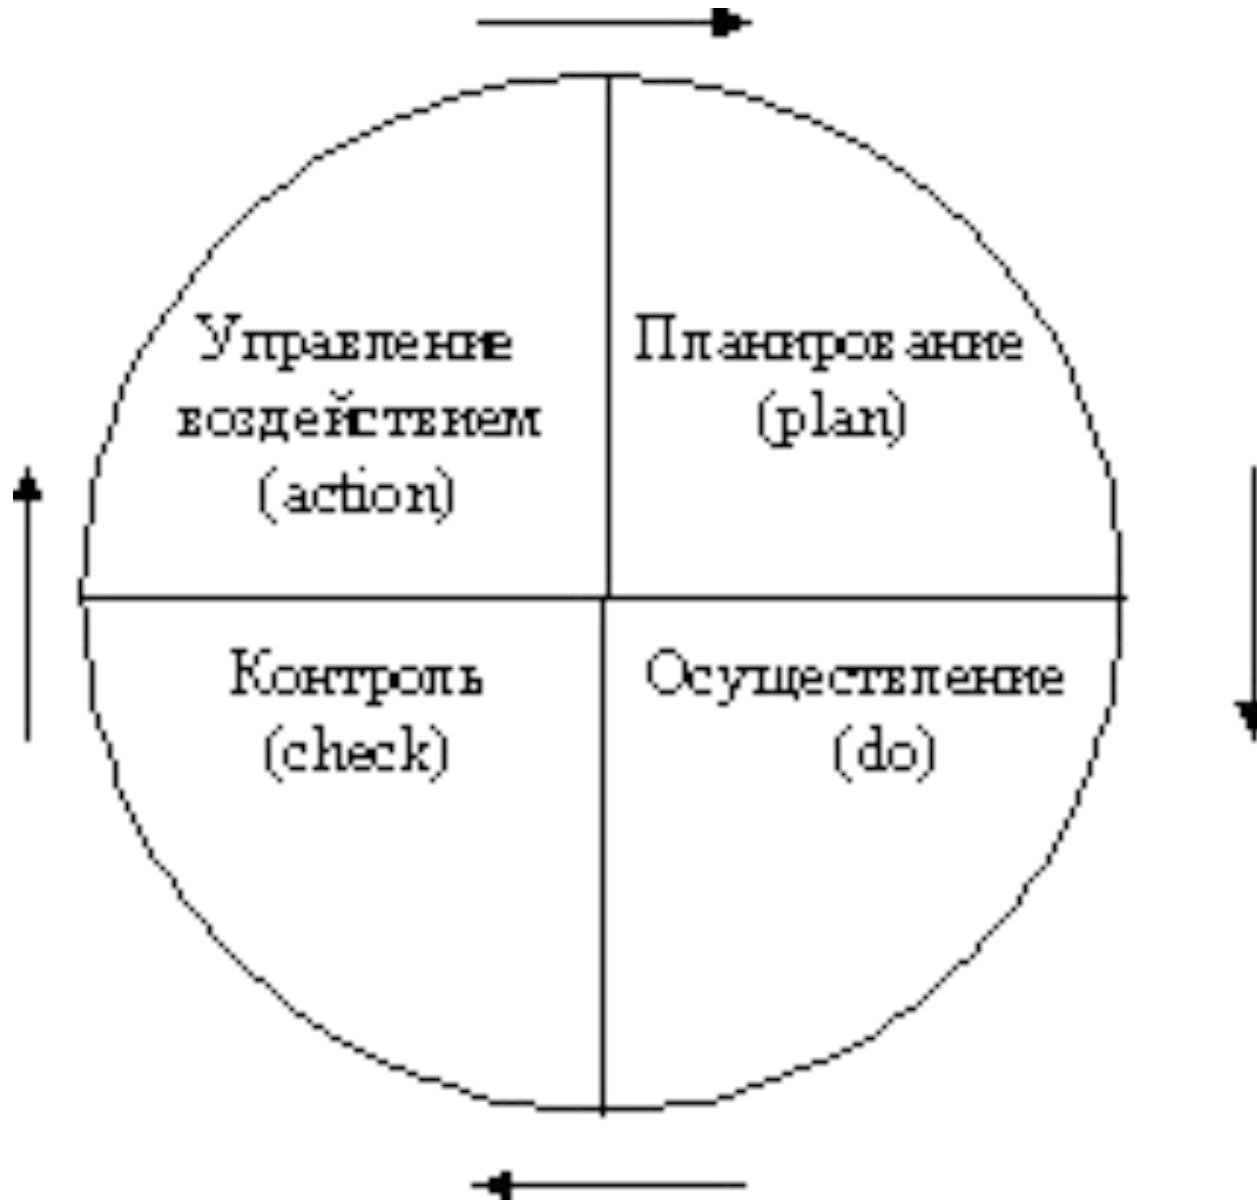 Управление
воздействием
(action)
Планирование
(plan)
Контроль
(check)
Осуществление
(do)